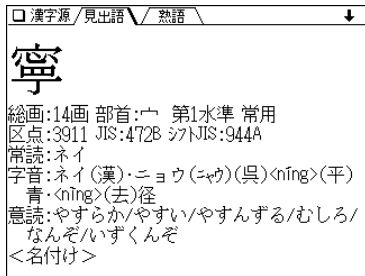 漢字源 見出語 熟語
寧
総画:14画 部首:宀 第1水準 常用
区点:3911 JIS:472B シフトJIS:944A
常読:ネイ
字音:ネイ(漢)・ニョウ(ニャウ)(呉)<níng>(平)
青・<nìng>(去)径
意読:やすらか/やすい/やすんずる/むしろ/
なんぞ/いずくんぞ
<名付け>